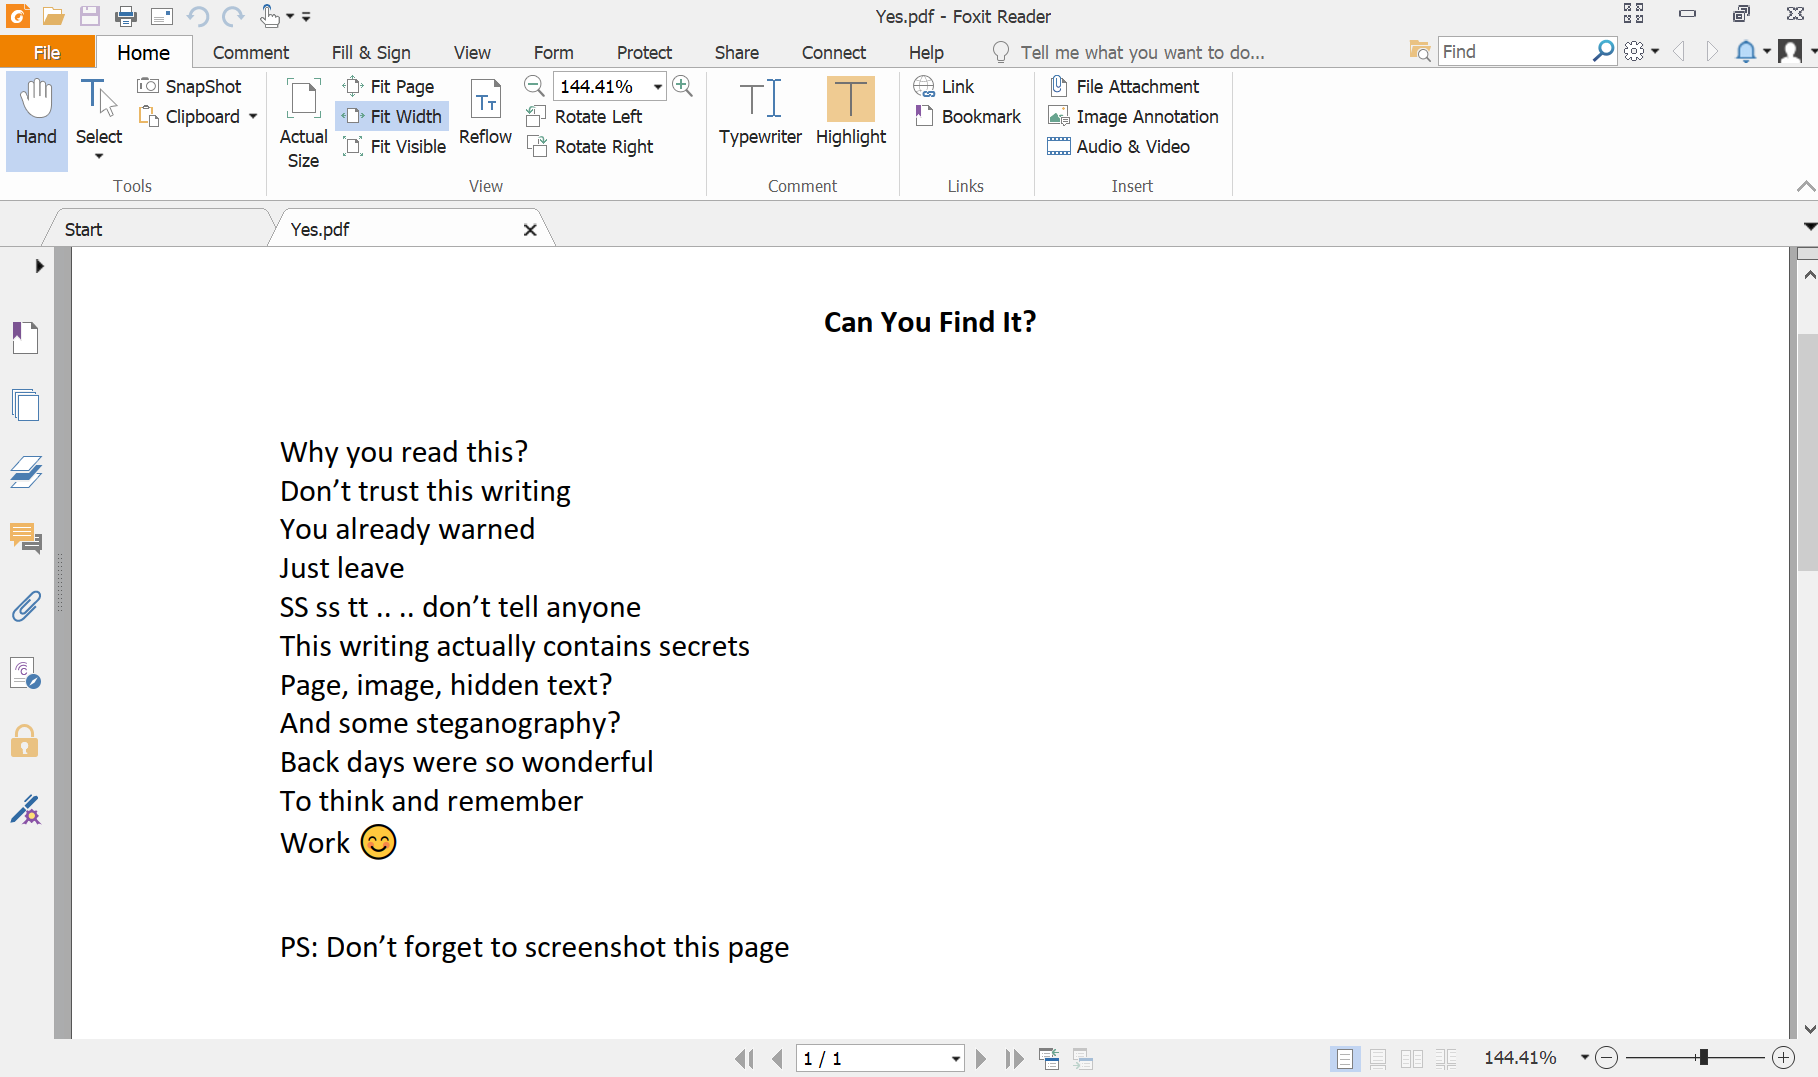 Yes.pdf - Foxit Reader
File Home Comment Fill & Sign View Form Protect Share Connect Help Tell me what you want to do... Find
Hand
Select
SnapShot
Clipboard
Tools
Actual Size
Fit Page
Fit Width
Fit Visible
Reflow
144.41%
Rotate Left
Rotate Right
View
Typewriter
Highlight
Comment
Link
Bookmark
Links
File Attachment
Image Annotation
Audio & Video
Insert
Start
Yes.pdf
Can You Find It?
Why you read this?
Don’t trust this writing
You already warned
Just leave
SS ss tt .. .. don’t tell anyone
This writing actually contains secrets
Page, image, hidden text?
And some steganography?
Back days were so wonderful
To think and remember
Work 😊
PS: Don’t forget to screenshot this page
1 / 1
144.41%